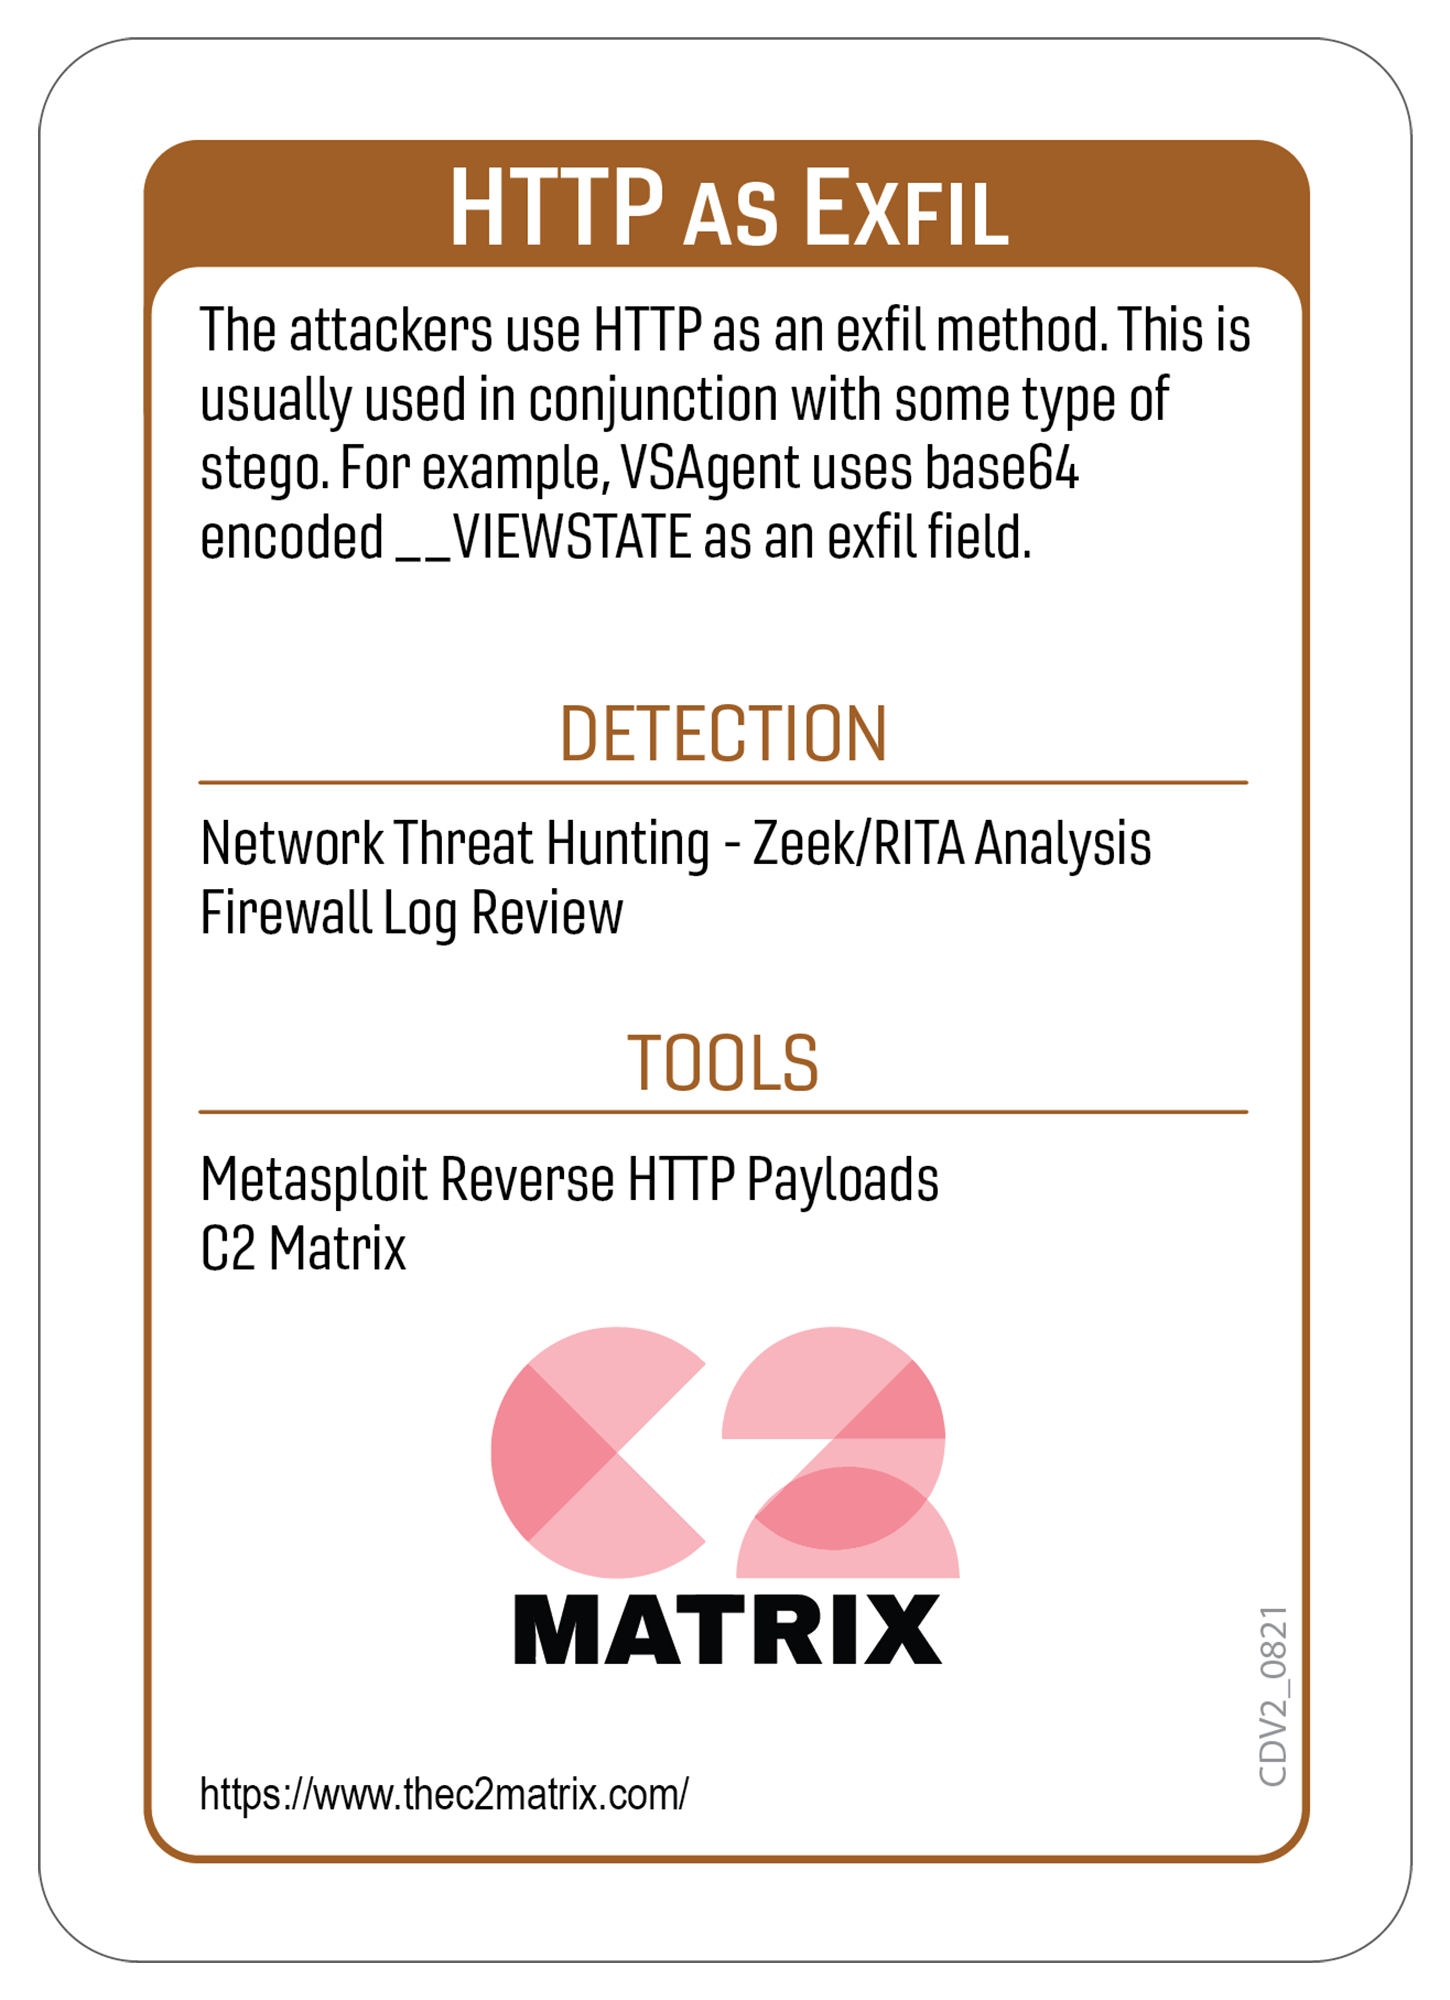 HTTP AS EXFIL
The attackers use HTTP as an exfil method. This is
usually used in conjunction with some type of
stego. For example, VSAgent uses base64
encoded __VIEWSTATE as an exfil field.
DETECTION
Network Threat Hunting - Zeek/RITA Analysis
Firewall Log Review
TOOLS
Metasploit Reverse HTTP Payloads
C2 Matrix
C2
MATRIX
CDV2_0821
https://www.thec2matrix.com/